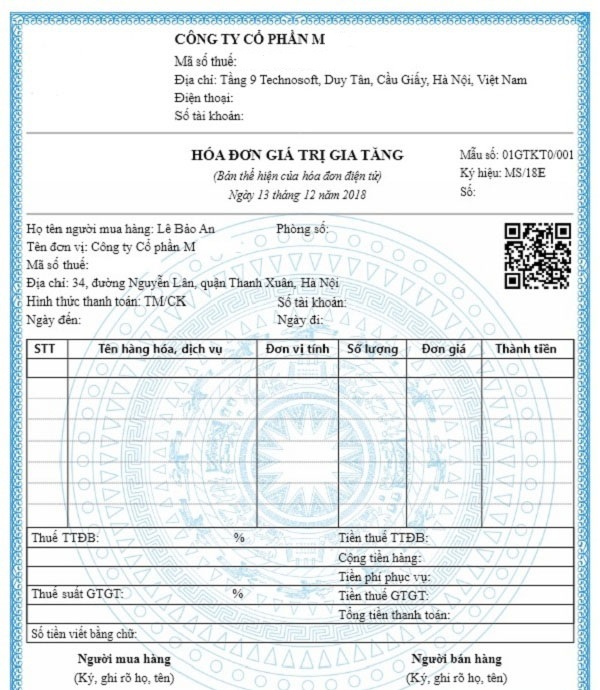 CÔNG TY CỔ PHẦN M
Mã số thuế:
Địa chỉ: Tầng 9 Technosoft, Duy Tân, Cầu Giấy, Hà Nội, Việt Nam
Điện thoại:
Số tài khoản:
HÓA ĐƠN GIÁ TRỊ GIA TĂNG
(Bản thể hiện của hóa đơn điện tử)
Ngày 13 tháng 12 năm 2018
Mẫu số: 01GTKT0/001
Ký hiệu: MS/18E
Số:
Họ tên người mua hàng: Lê Bảo An Phòng số:
Tên đơn vị: Công ty Cổ phần M
Mã số thuế:
Địa chỉ: 34, đường Nguyễn Lân, quận Thanh Xuân, Hà Nội
Hình thức thanh toán: TM/CK Số tài khoản:
Ngày đến: Ngày đi:
STT Tên hàng hóa, dịch vụ Đơn vị tính Số lượng Đơn giá Thành tiền
Thuế TTĐB: % Tiền thuế TTĐB:
Cộng tiền hàng:
Tiền phí phục vụ:
Thuế suất GTGT: % Tiền thuế GTGT:
Tổng tiền thanh toán:
Số tiền viết bằng chữ:
Người mua hàng Người bán hàng
(Ký, ghi rõ họ, tên) (Ký, ghi rõ họ, tên)